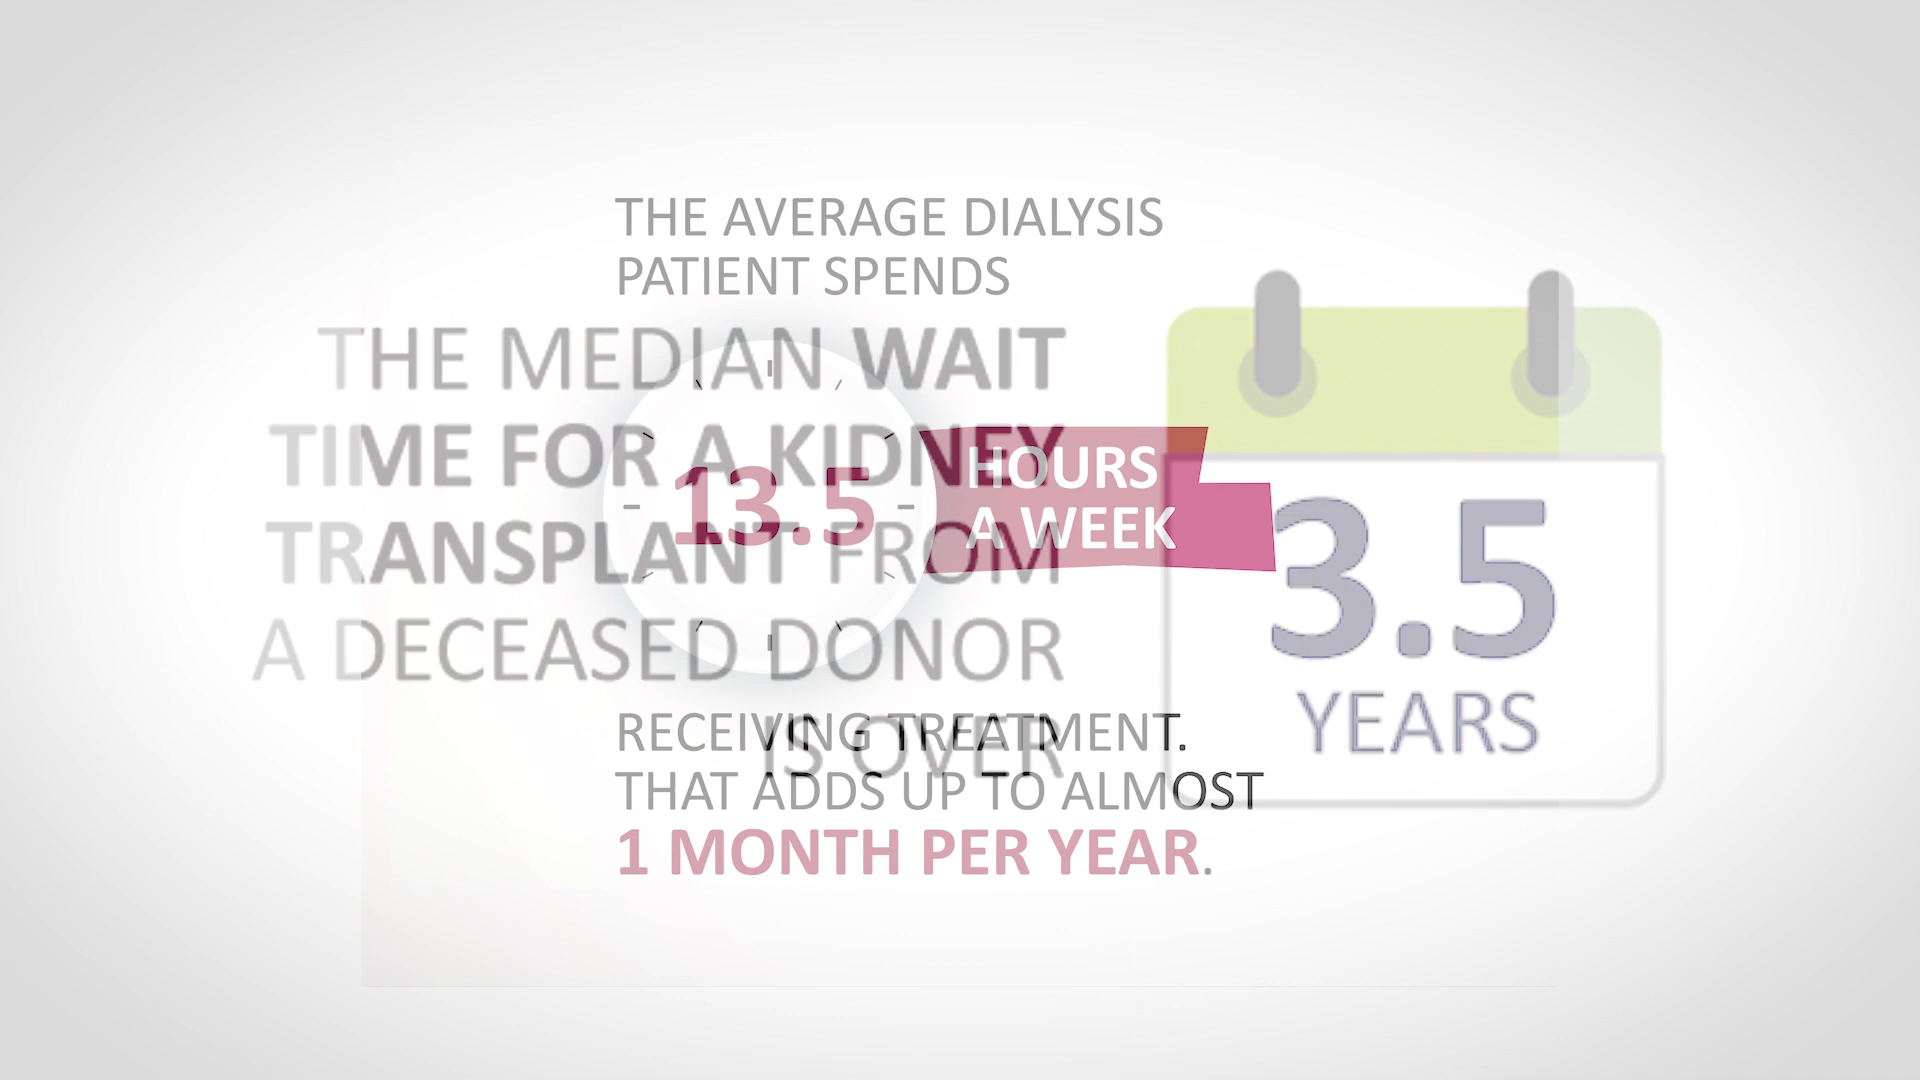 THE AVERAGE DIALYSIS
PATIENT SPENDS
13.5
HOURS
A WEEK
RECEIVING TREATMENT.
THAT ADDS UP TO ALMOST
1 MONTH PER YEAR.
THE MEDIAN WAIT
TIME FOR A KIDNEY
TRANSPLANT FROM
A DECEASED DONOR
IS OVER
3.5
YEARS